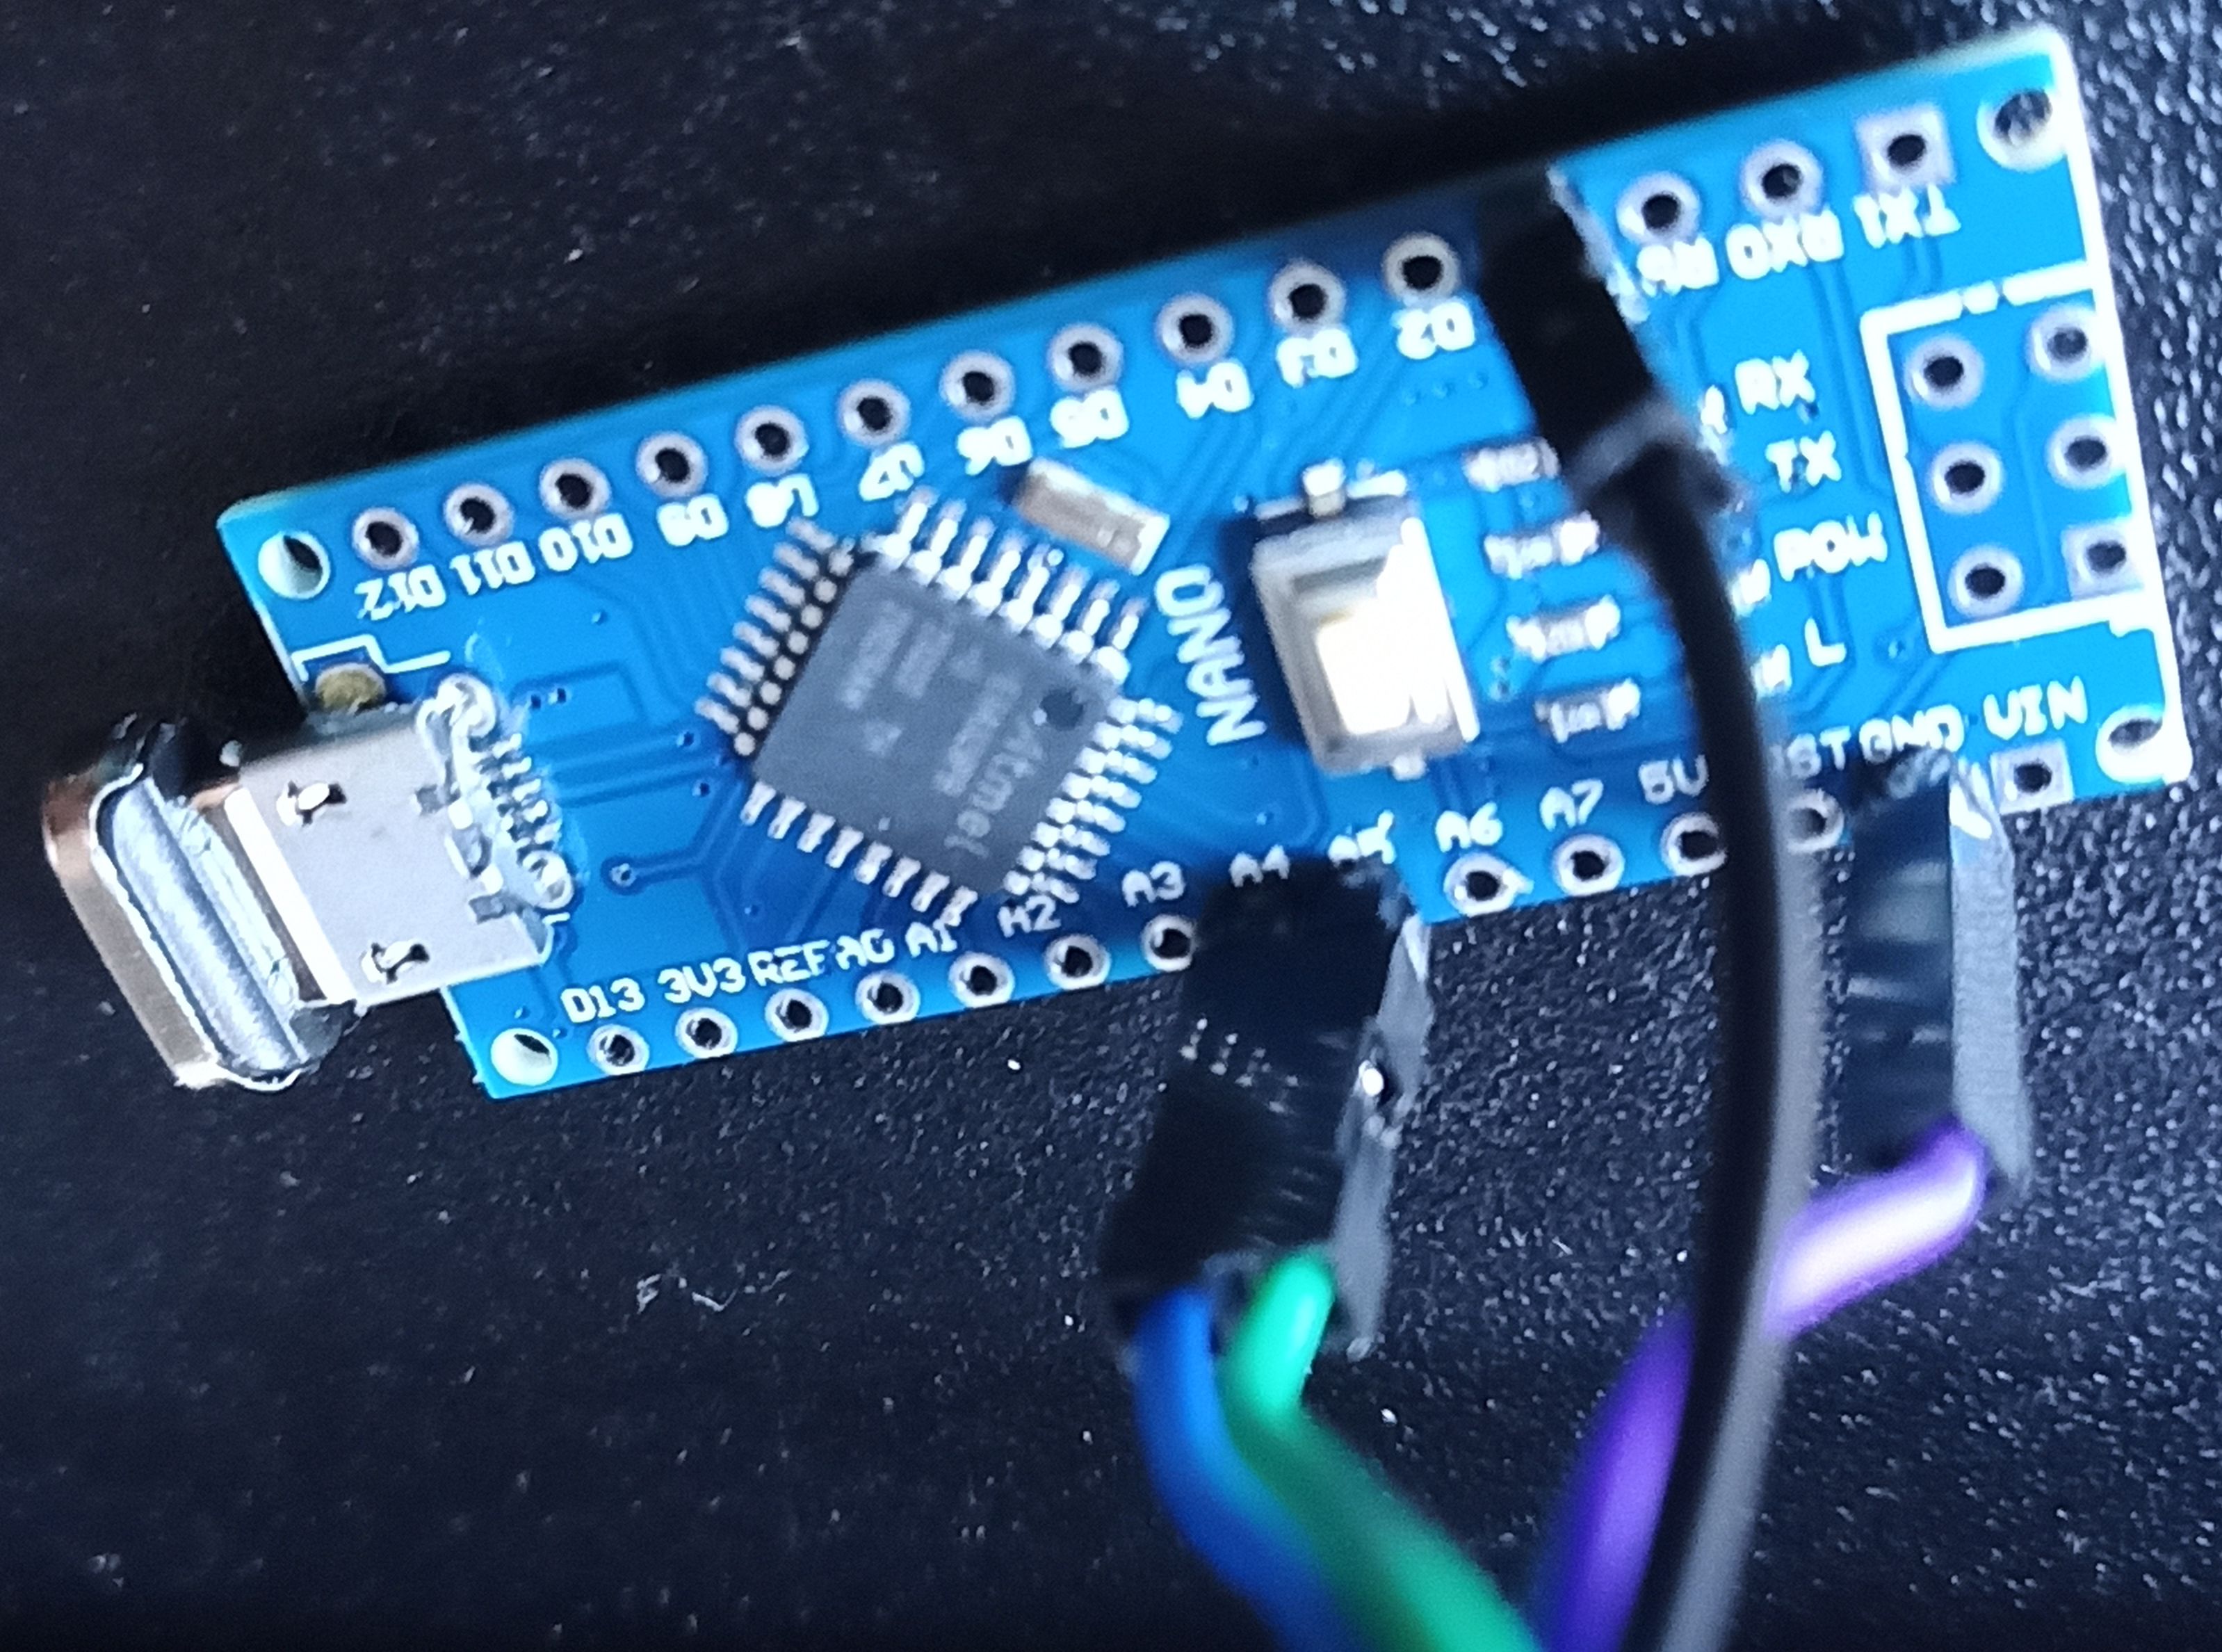 TX1
RX0
D2
D3
D4
D5
D6
D7
D8
D9
D10
D11
D12
RX
TX
POW
L
NANO
Atmel
D13 3V3 REF A0 A1 A2 A3 A4 A5 A6 A7 5V GND VIN